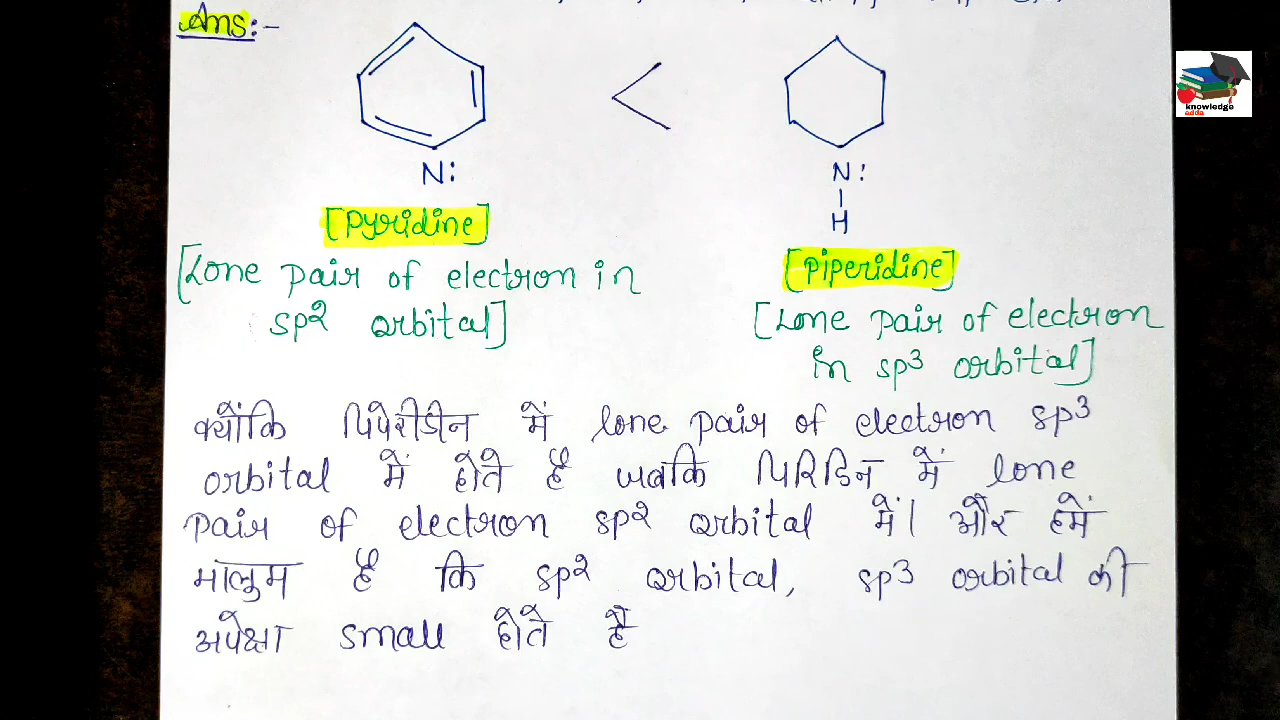 Ans:-
N:
<
N:
H
[Pyridine]
[Lone pair of electron in
sp2 orbital]
[Piperidine]
[Lone pair of electron
in sp3 orbital]
क्योंकि पिपेरीडीन में lone pair of electron sp3
orbital में होते है जबकि पिरिडिन में lone
pair of electron sp2 orbital में। और हमें
मालुम है कि sp2 orbital, sp3 orbital की
अपेक्षा small होते है
knowledge
adda